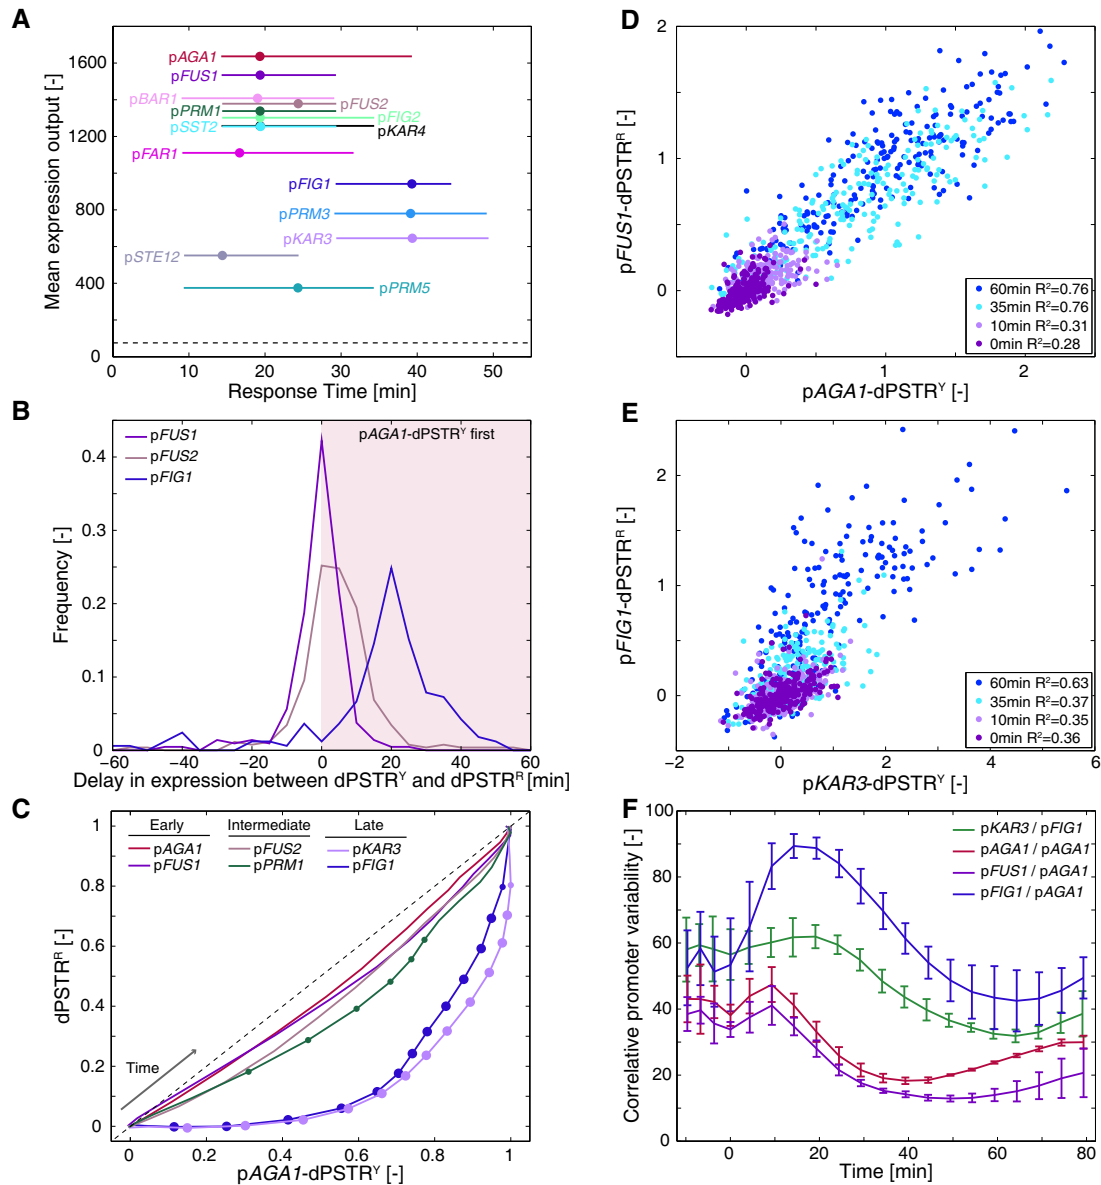 A
Mean expression output [-]
1600
1200
800
400
0
pAGA1
pFUS1
pBAR1
pFUS2
pPRM1
pFIG2
pSST2
pKAR4
pFAR1
pFIG1
pPRM3
pKAR3
pSTE12
pPRM5
0 10 20 30 40 50
Response Time [min]
B
pFUS1
pFUS2
pFIG1
pAGA1-dPSTRY first
Frequency [-]
0.4
0.3
0.2
0.1
0
−60 −40 −20 0 20 40 60
Delay in expression between dPSTRY and dPSTRR [min]
C
Early Intermediate Late
pAGA1 pFUS2 pKAR3
pFUS1 pPRM1 pFIG1
dPSTRR [-]
1
0.8
0.6
0.4
0.2
0
Time
0 0.2 0.4 0.6 0.8 1
pAGA1-dPSTRY [-]
D
pFUS1-dPSTRR [-]
2
1
0
60min R2=0.76
35min R2=0.76
10min R2=0.31
0min R2=0.28
0 1 2
pAGA1-dPSTRY [-]
E
pFIG1-dPSTRR [-]
2
1
0
60min R2=0.63
35min R2=0.37
10min R2=0.35
0min R2=0.36
−2 0 2 4 6
pKAR3-dPSTRY [-]
F
Correlative promoter variability [-]
100
80
60
40
20
0
pKAR3 / pFIG1
pAGA1 / pAGA1
pFUS1 / pAGA1
pFIG1 / pAGA1
0 20 40 60 80
Time [min]